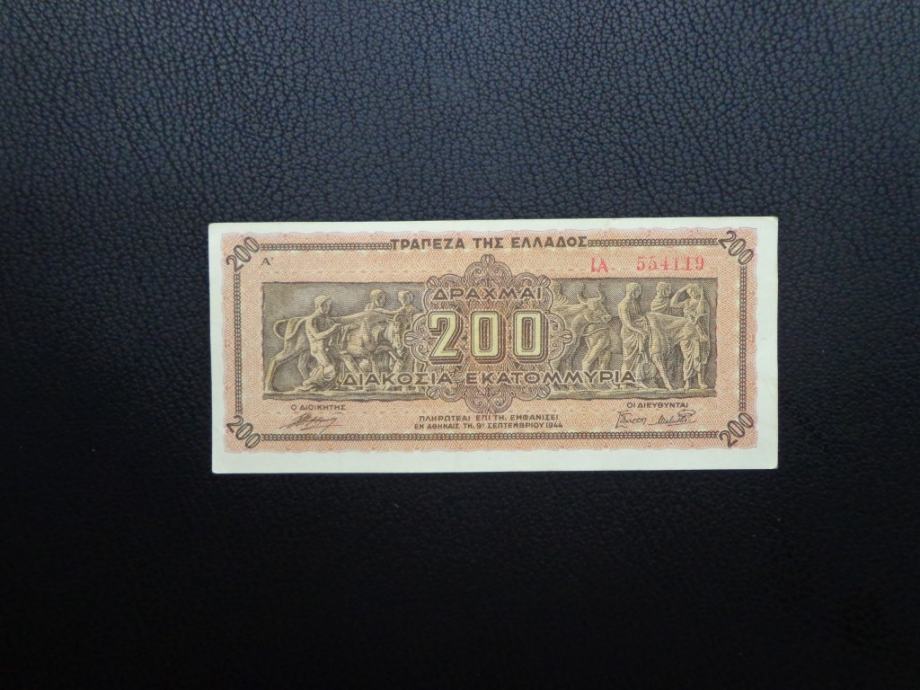 200 ΤΡΑΠΕΖΑ ΤΗΣ ΕΛΛΑΔΟΣ 200
Α' ΙΑ 554119
ΔΡΑΧΜΑΙ
200
ΔΙΑΚΟΣΙΑ ΕΚΑΤΟΜΜΥΡΙΑ
Ο ΔΙΟΙΚΗΤΗΣ ΟΙ ΔΙΕΥΘΥΝΤΑΙ
ΠΛΗΡΩΤΕΑΙ ΕΠΙ ΤΗ, ΕΜΦΑΝΙΣΕΙ
ΕΝ ΑΘΗΝΑΙΣ ΤΗ, 9ῃ ΣΕΠΤΕΜΒΡΙΟΥ 1944
200 200